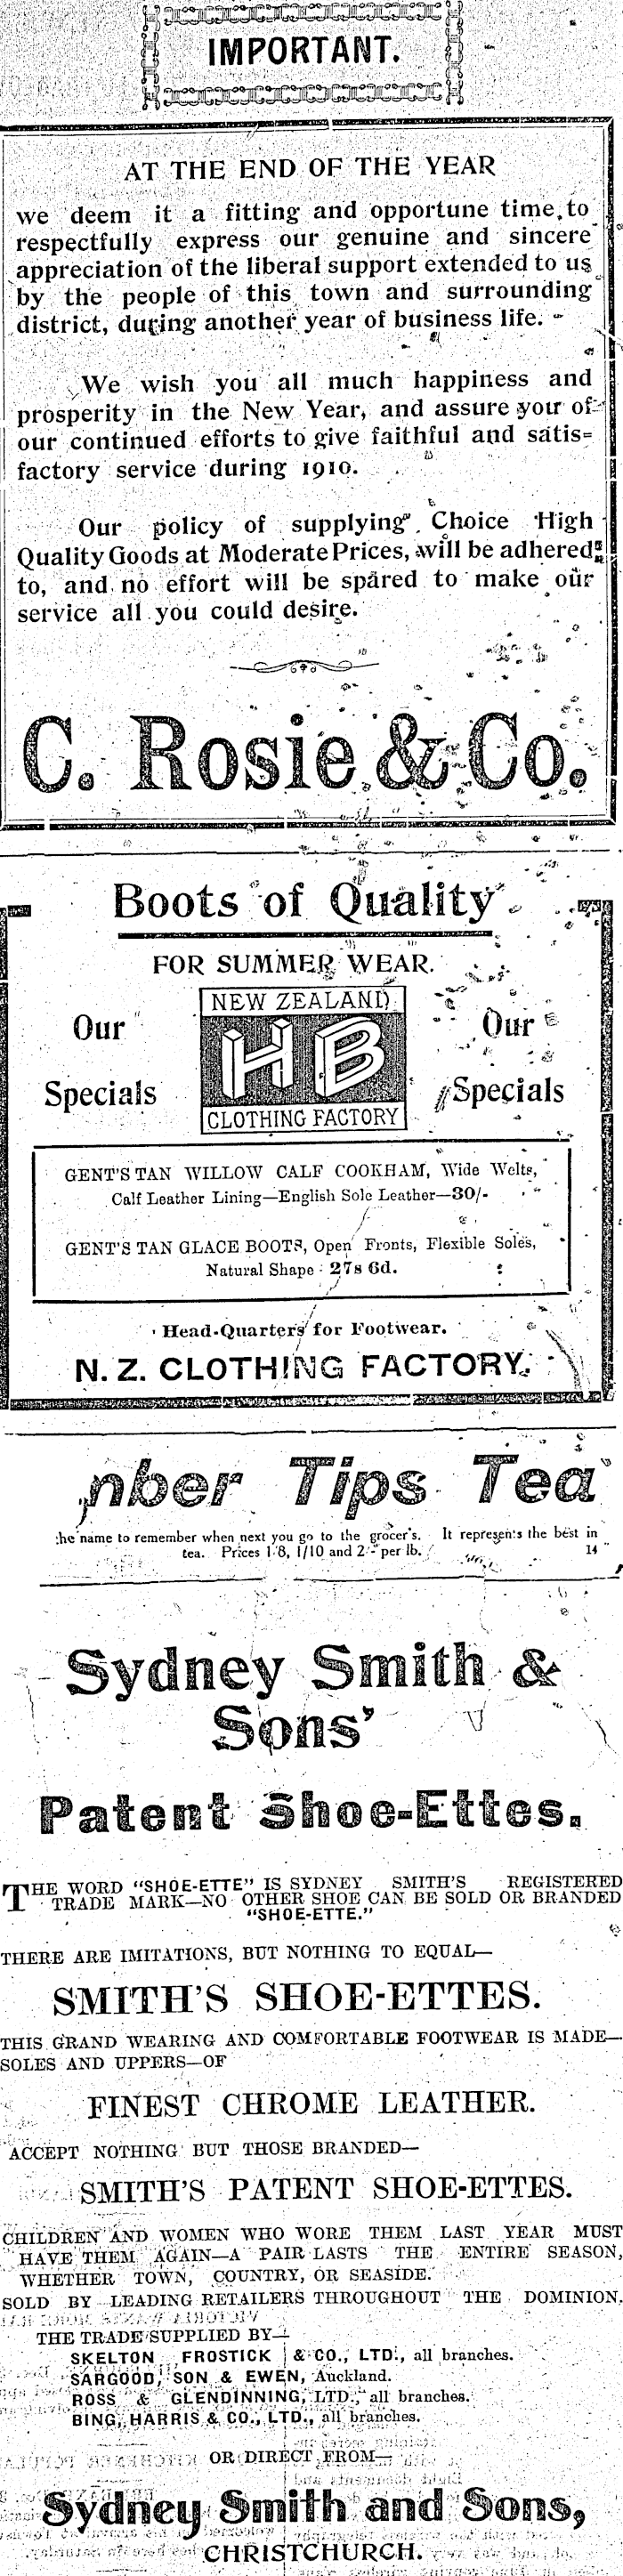 IMPORTANT.
AT THE END OF THE YEAR
we deem it a fitting and opportune time to
respectfully express our genuine and sincere
appreciation of the liberal support extended to us
by the people of this town and surrounding
district, during another year of business life.
We wish you all much happiness and
prosperity in the New Year, and assure you of
our continued efforts to give faithful and satis=
factory service during 1910.
Our policy of supplying Choice High
Quality Goods at Moderate Prices, will be adhered
to, and no effort will be spared to make our
service all you could desire.
C. Rosie & Co.
Boots of Quality
FOR SUMMER WEAR.
Our
Specials
NEW ZEALAND
HB
CLOTHING FACTORY
Our
Specials
GENT'S TAN WILLOW CALF COOKHAM, Wide Welts,
Calf Leather Lining—English Sole Leather—30/-
GENT'S TAN GLACE BOOTS, Open Fronts, Flexible Soles,
Natural Shape : 27s 6d.
Head-Quarters for Footwear.
N. Z. CLOTHING FACTORY.
nber Tips Tea
the name to remember when next you go to the grocer's. It represents the best in
tea. Prices 1/8, 1/10 and 2/- per lb. 14
Sydney Smith &
Sons'
Patent Shoe-Ettes.
THE WORD "SHOE-ETTE" IS SYDNEY SMITH'S REGISTERED
TRADE MARK—NO OTHER SHOE CAN BE SOLD OR BRANDED
"SHOE-ETTE."
THERE ARE IMITATIONS, BUT NOTHING TO EQUAL—
SMITH'S SHOE-ETTES.
THIS GRAND WEARING AND COMFORTABLE FOOTWEAR IS MADE—
SOLES AND UPPERS—OF
FINEST CHROME LEATHER.
ACCEPT NOTHING BUT THOSE BRANDED—
SMITH'S PATENT SHOE-ETTES.
CHILDREN AND WOMEN WHO WORE THEM LAST YEAR MUST
HAVE THEM AGAIN—A PAIR LASTS THE ENTIRE SEASON,
WHETHER TOWN, COUNTRY, OR SEASIDE.
SOLD BY LEADING RETAILERS THROUGHOUT THE DOMINION.
THE TRADE SUPPLIED BY—
SKELTON FROSTICK & CO., LTD., all branches.
SARGOOD, SON & EWEN, Auckland.
ROSS & GLENDINNING, LTD., all branches.
BING, HARRIS & CO., LTD., all branches.
OR DIRECT FROM—
Sydney Smith and Sons,
CHRISTCHURCH.